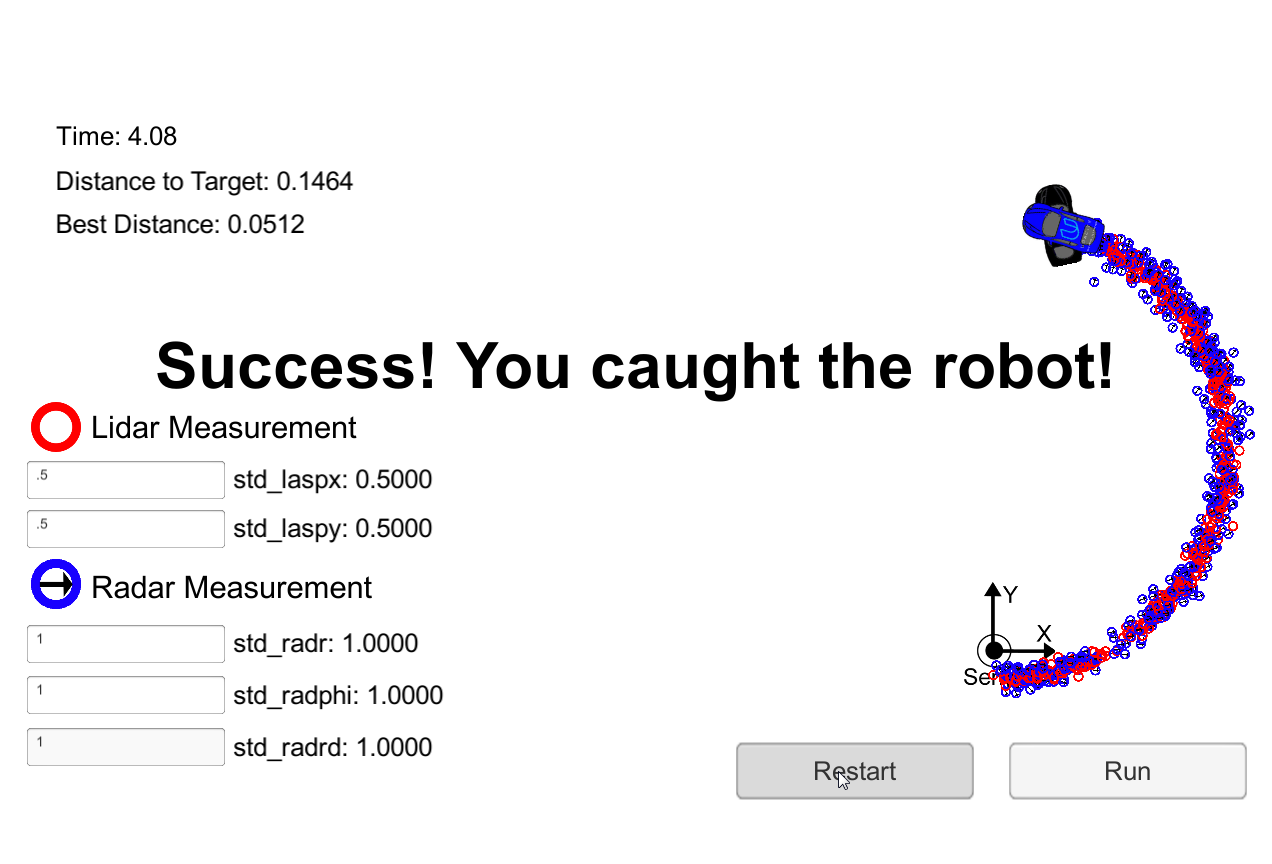 Time: 4.08
Distance to Target: 0.1464
Best Distance: 0.0512
Success! You caught the robot!
Lidar Measurement
.5
std_laspx: 0.5000
.5
std_laspy: 0.5000
Radar Measurement
1
std_radr: 1.0000
1
std_radphi: 1.0000
1
std_radrd: 1.0000
Y
X
Restart
Run